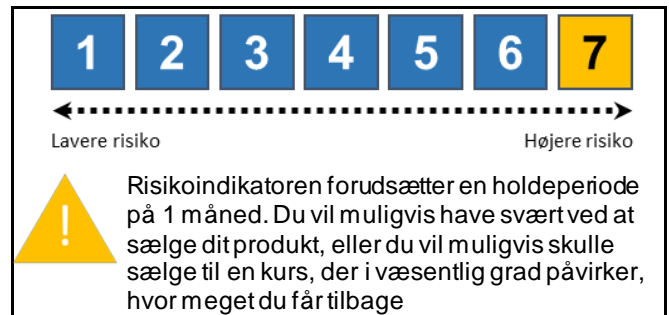 1 2 3 4 5 6 7
Lavere risiko Højere risiko
! Risikoindikatoren forudsætter en holdeperiode
på 1 måned. Du vil muligvis have svært ved at
sælge dit produkt, eller du vil muligvis skulle
sælge til en kurs, der i væsentlig grad påvirker,
hvor meget du får tilbage